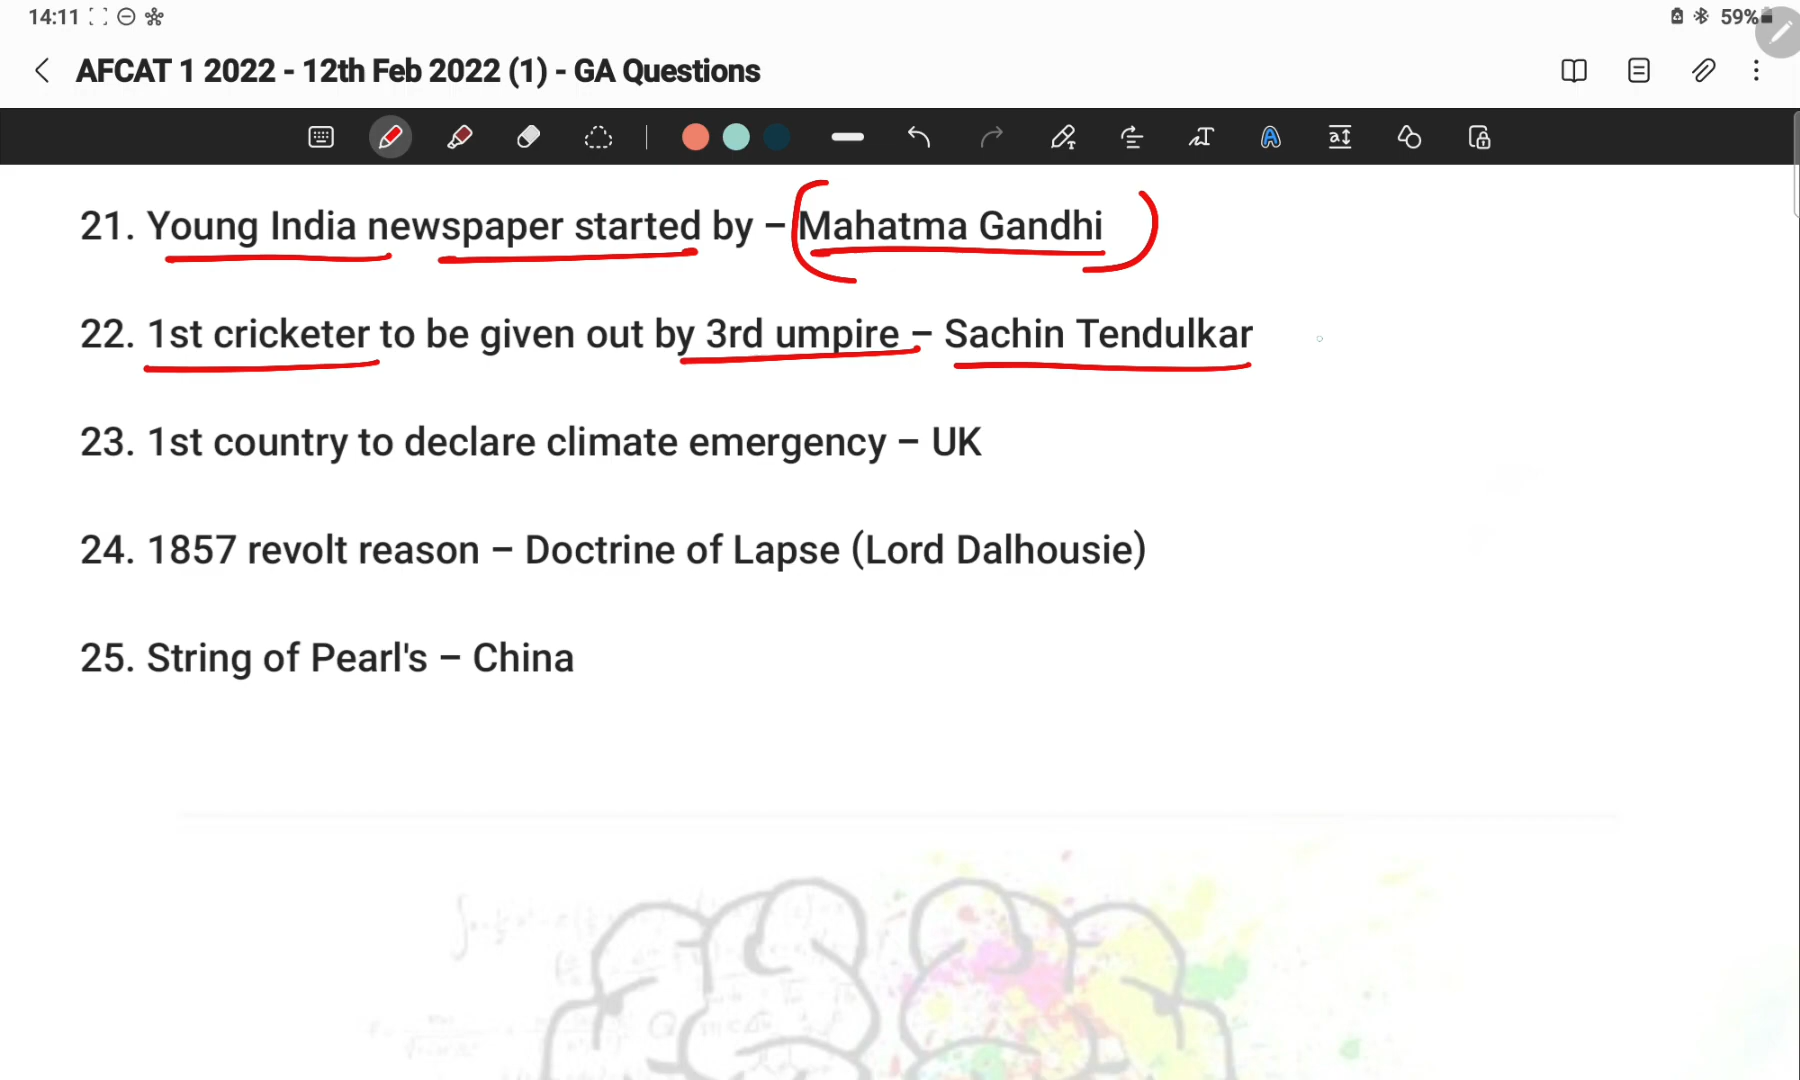 14:11
59%
AFCAT 1 2022 - 12th Feb 2022 (1) - GA Questions
21. Young India newspaper started by – Mahatma Gandhi
22. 1st cricketer to be given out by 3rd umpire – Sachin Tendulkar
23. 1st country to declare climate emergency – UK
24. 1857 revolt reason – Doctrine of Lapse (Lord Dalhousie)
25. String of Pearl's – China